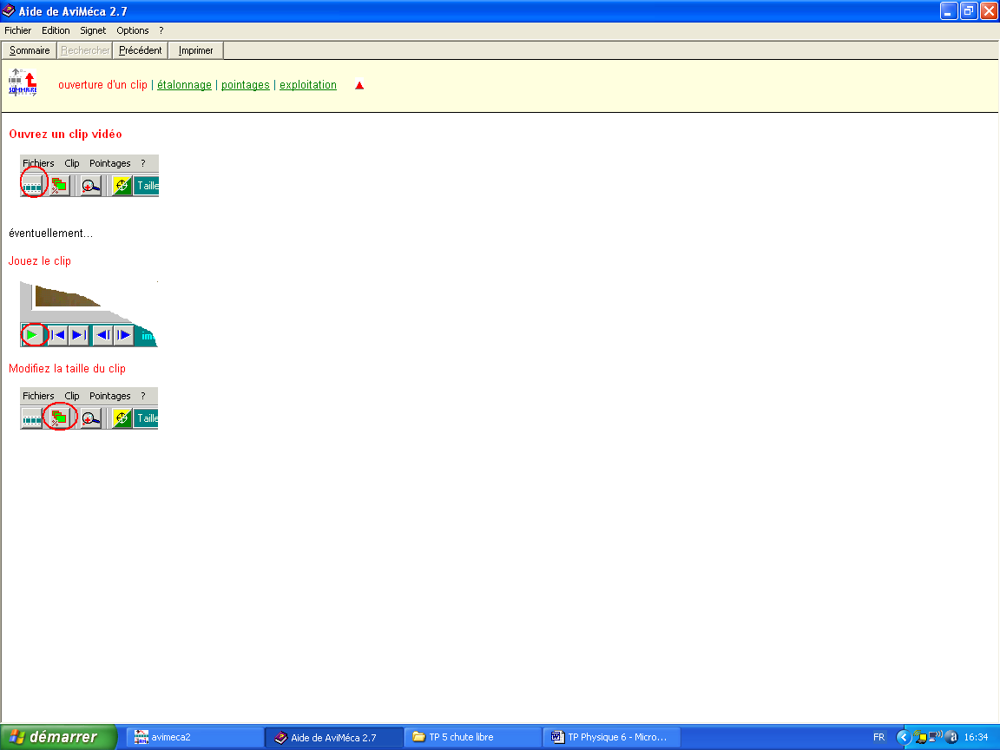 Aide de AviMéca 2.7
Fichier Edition Signet Options ?
Sommaire Rechercher Précédent Imprimer
SOMMAIRE
ouverture d'un clip | étalonnage | pointages | exploitation
Ouvrez un clip vidéo
Fichiers Clip Pointages ?
Taille
éventuellement...
Jouez le clip
Modifiez la taille du clip
Fichiers Clip Pointages ?
Taille
démarrer avimeca2 Aide de AviMéca 2.7 TP 5 chute libre TP Physique 6 - Micro... FR 16:34